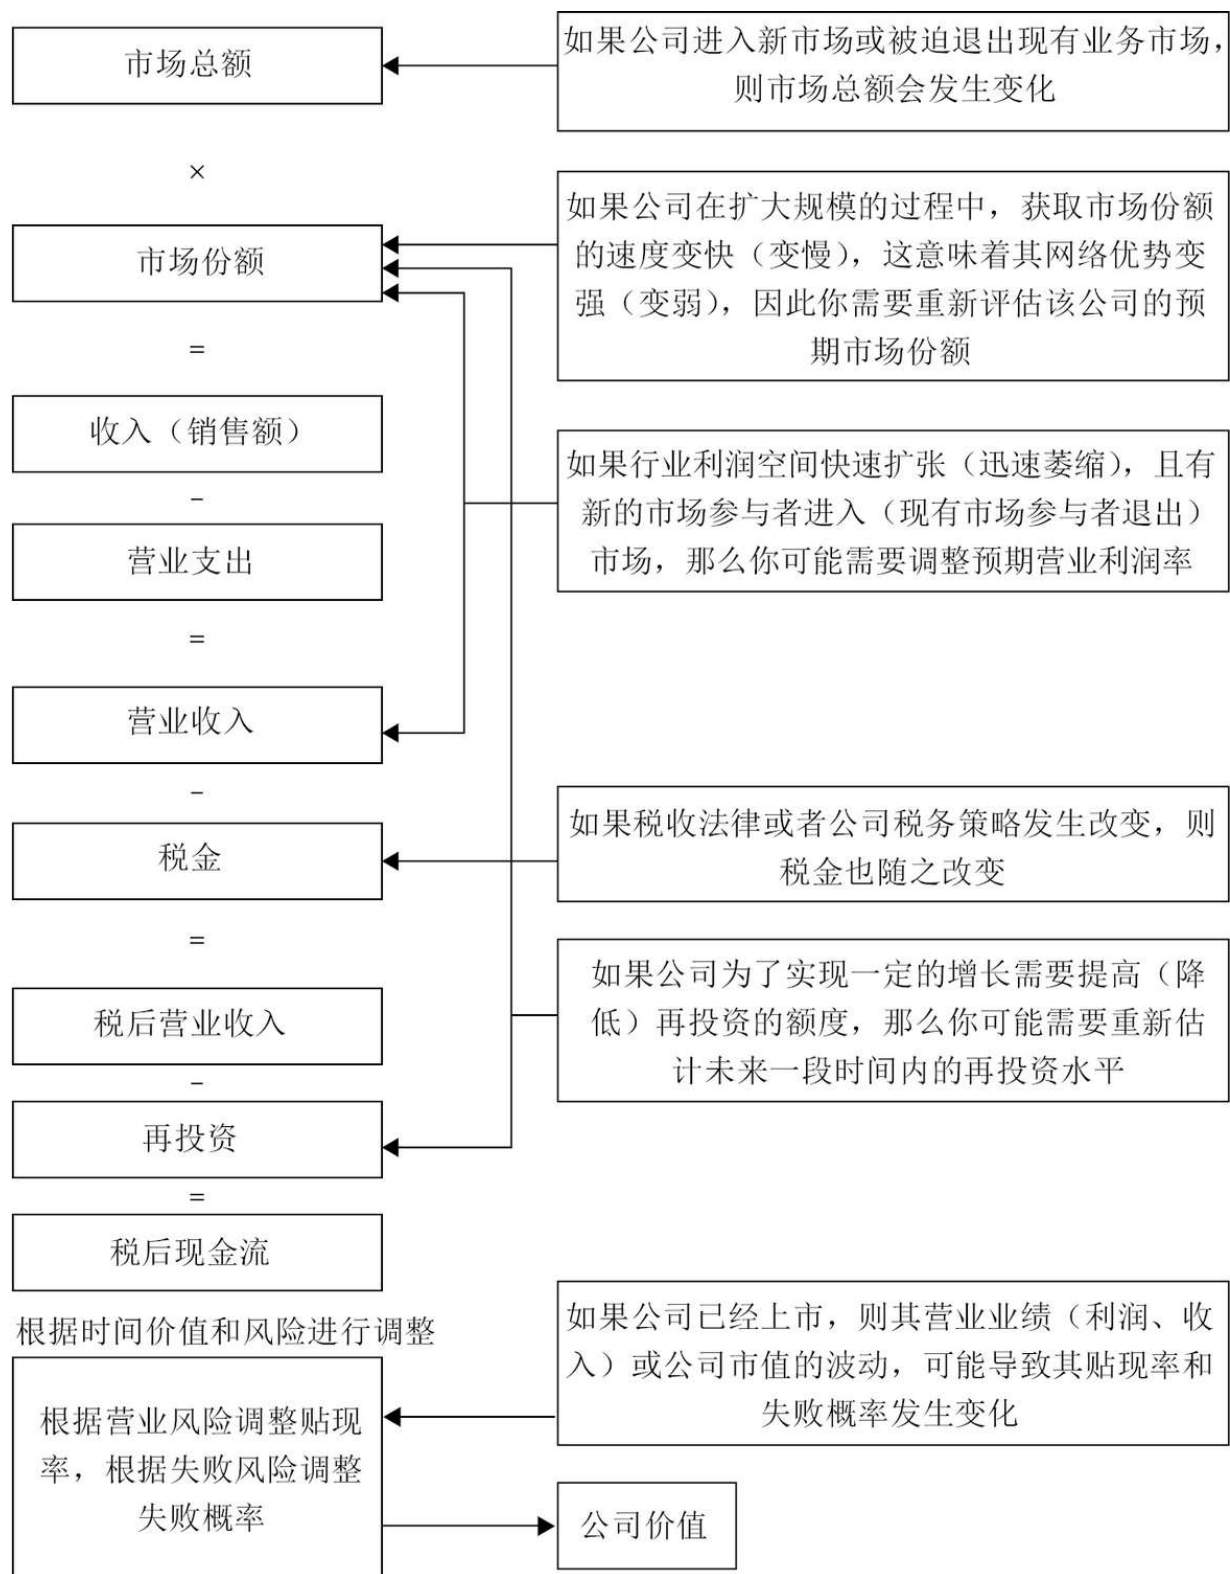 市场总额
如果公司进入新市场或被迫退出现有业务市场，
则市场总额会发生变化
×
市场份额
如果公司在扩大规模的过程中，获取市场份额
的速度变快（变慢），这意味着其网络优势变
强（变弱），因此你需要重新评估该公司的预
期市场份额
=
收入（销售额）
如果行业利润空间快速扩张（迅速萎缩），且有
新的市场参与者进入（现有市场参与者退出）
市场，那么你可能需要调整预期营业利润率
-
营业支出
=
营业收入
-
税金
如果税收法律或者公司税务策略发生改变，则
税金也随之改变
=
税后营业收入
如果公司为了实现一定的增长需要提高（降
低）再投资的额度，那么你可能需要重新估
计未来一段时间内的再投资水平
-
再投资
=
税后现金流
根据时间价值和风险进行调整
如果公司已经上市，则其营业业绩（利润、收
入）或公司市值的波动，可能导致其贴现率和
失败概率发生变化
根据营业风险调整贴现
率，根据失败风险调整
失败概率
公司价值